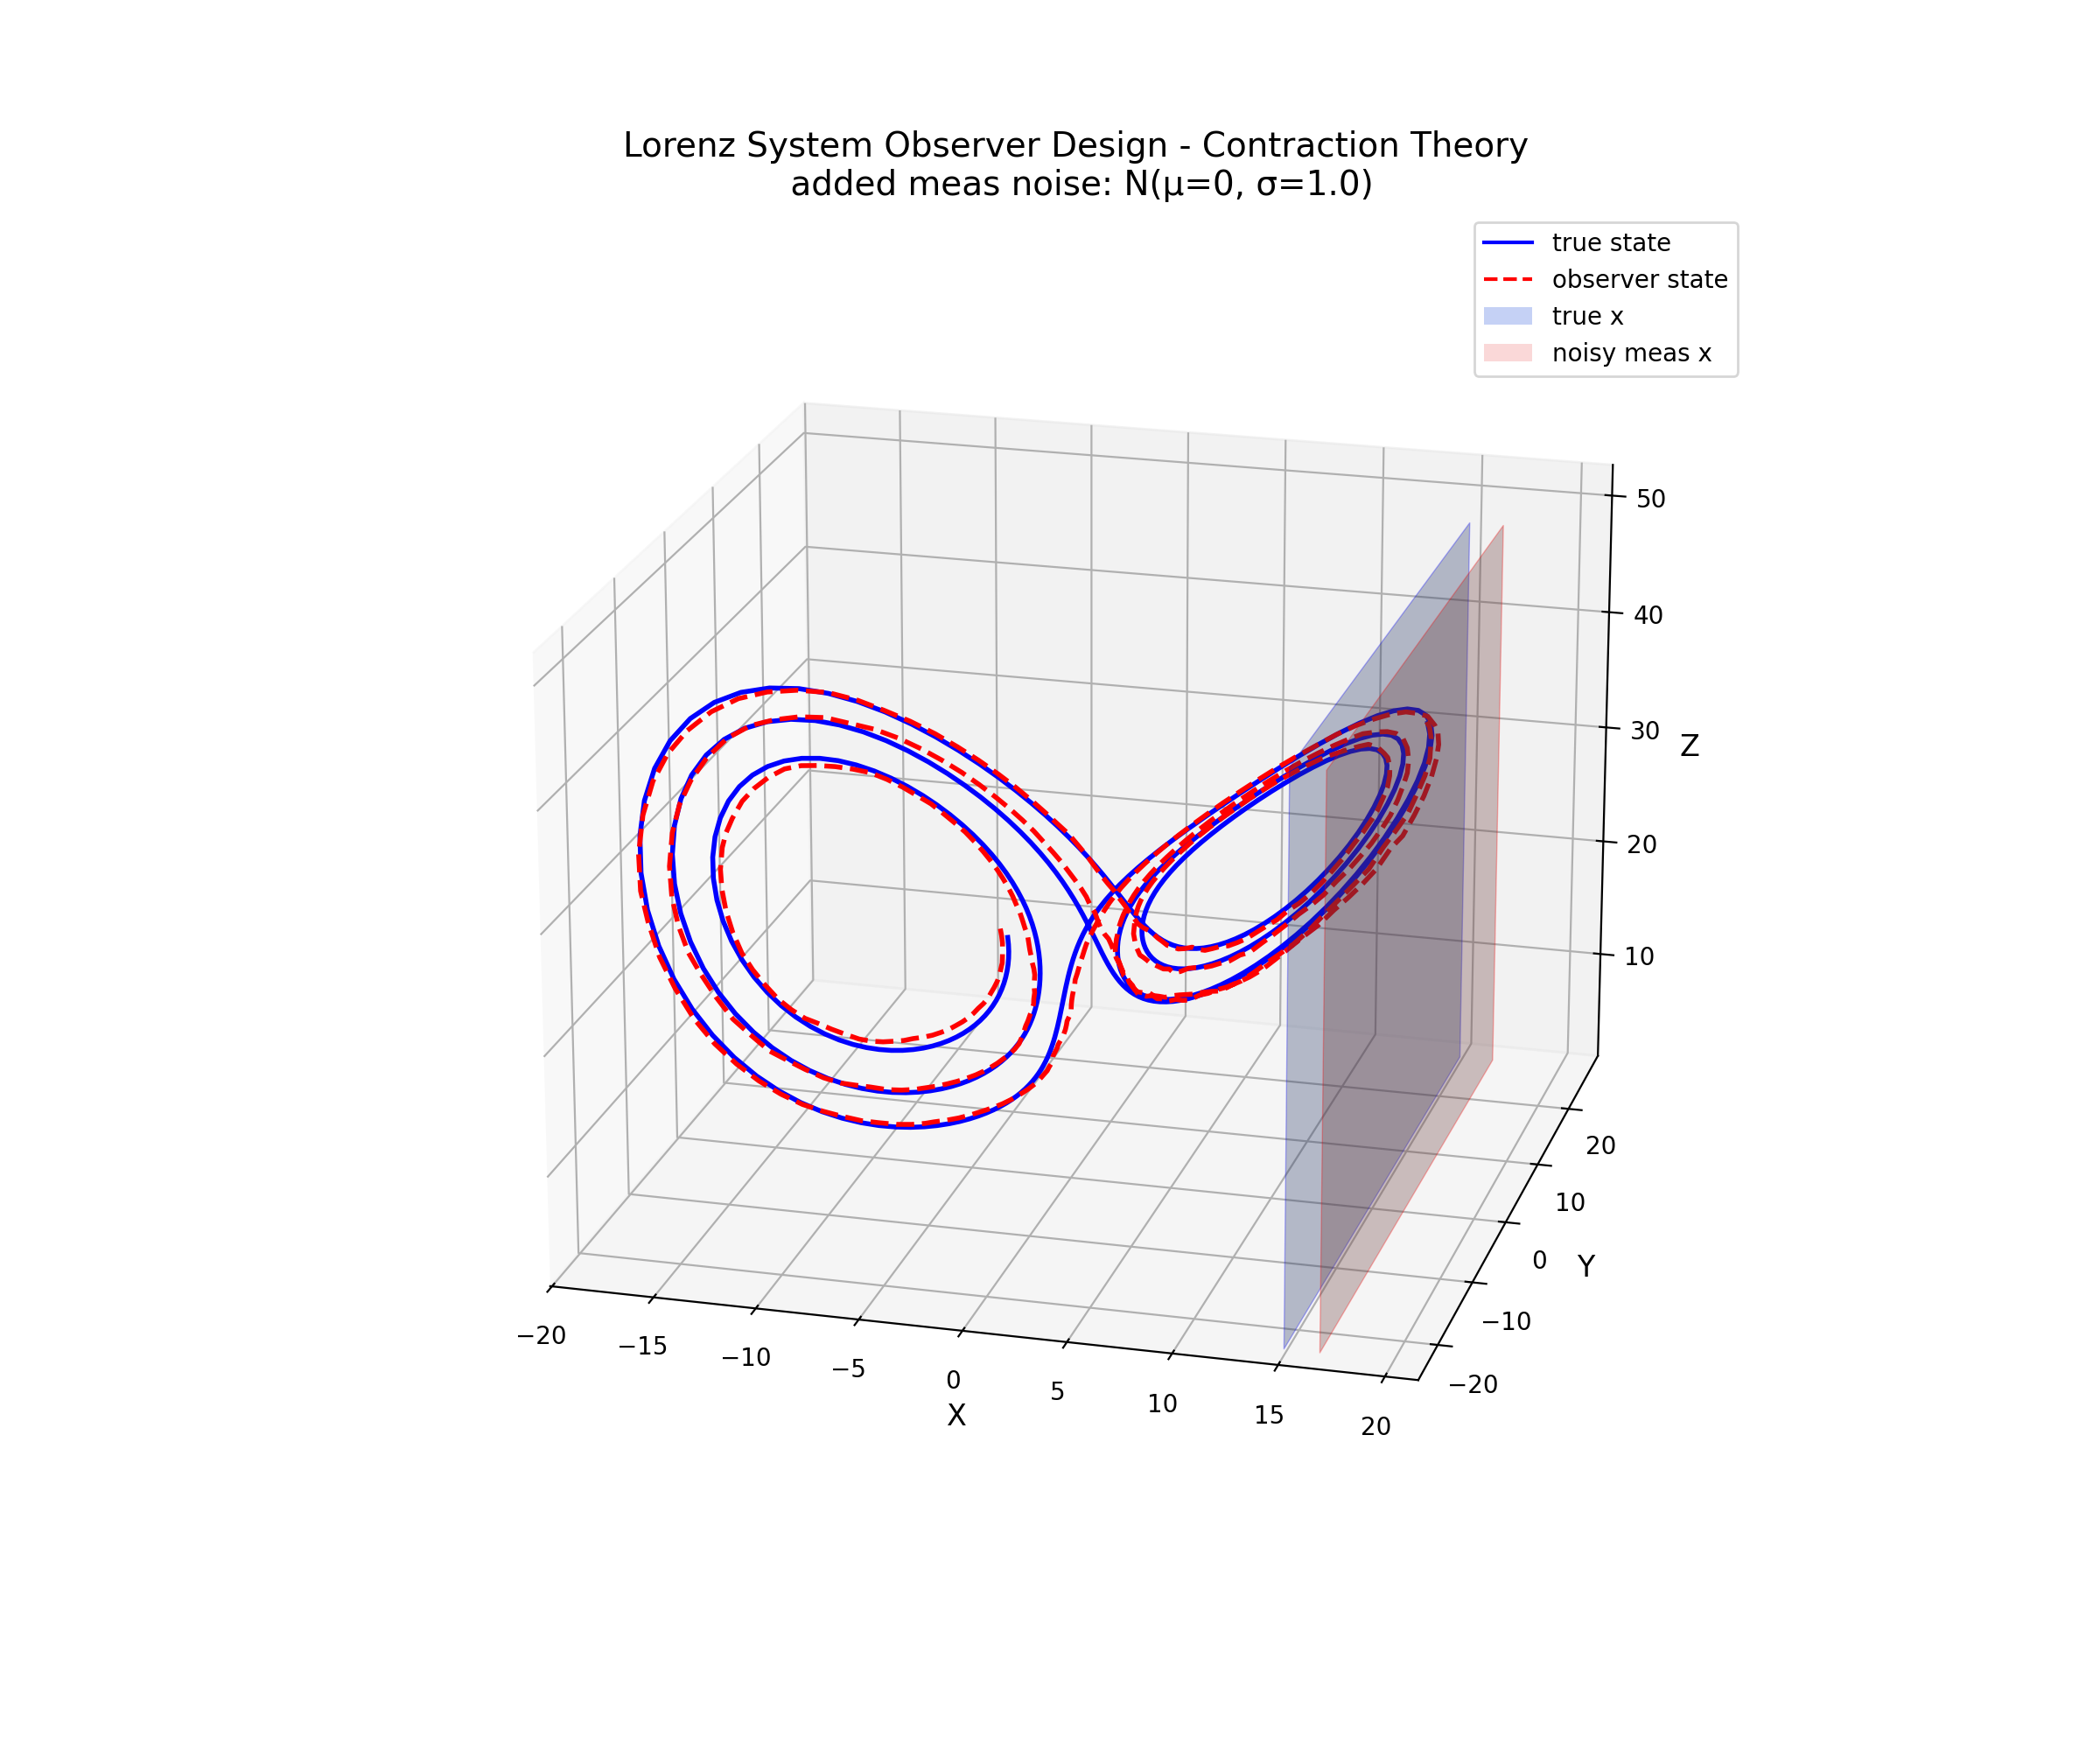 Lorenz System Observer Design - Contraction Theory
added meas noise: N(μ=0, σ=1.0)
true state
observer state
true x
noisy meas x
50
40
30
20
10
Z
20
10
0
−10
−20
Y
−20
−15
−10
−5
0
5
10
15
20
X